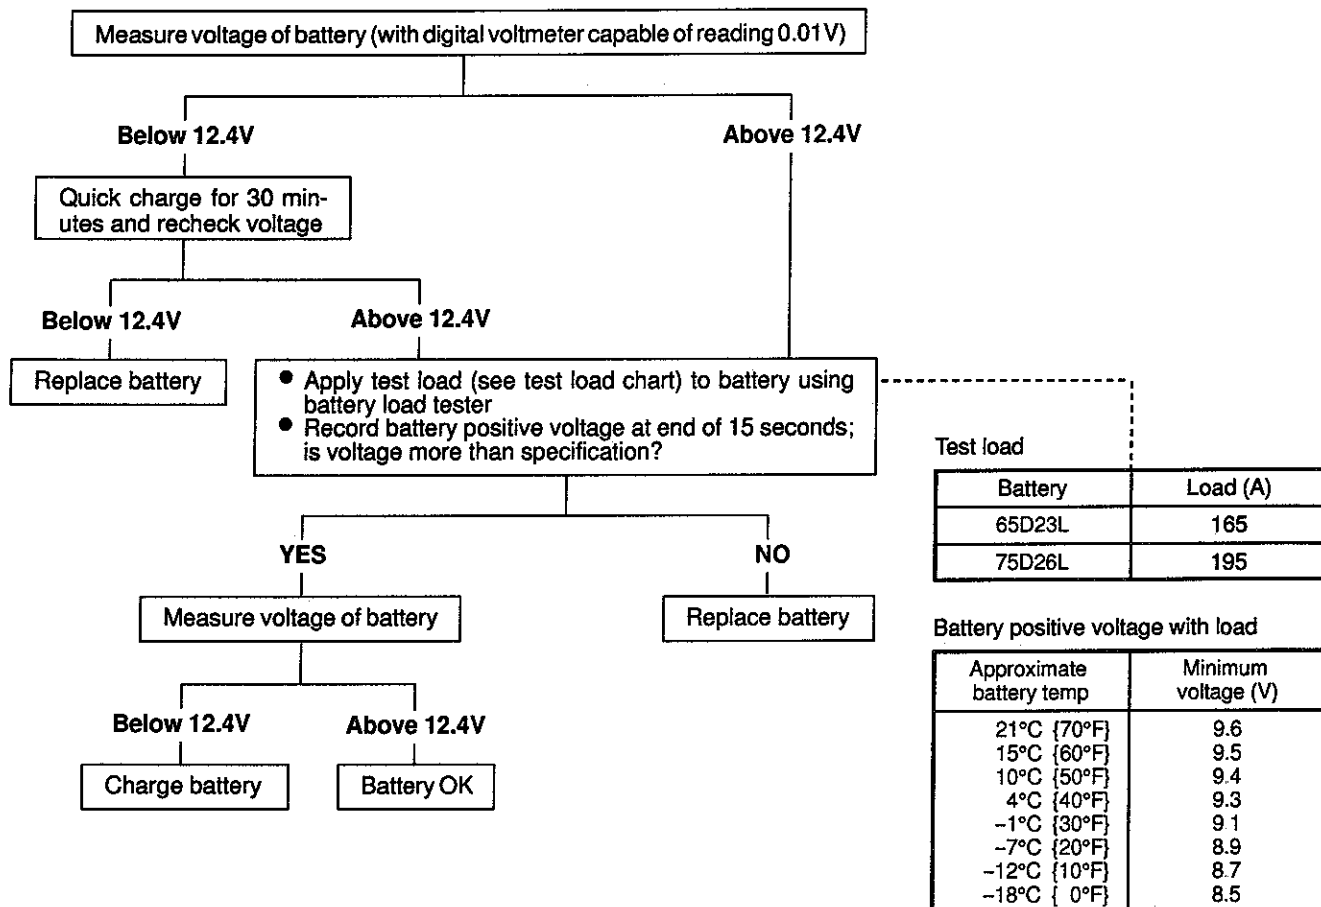 Measure voltage of battery (with digital voltmeter capable of reading 0.01V)
Below 12.4V
Above 12.4V
Quick charge for 30 min-
utes and recheck voltage
Below 12.4V
Above 12.4V
Replace battery
● Apply test load (see test load chart) to battery using
battery load tester
● Record battery positive voltage at end of 15 seconds;
is voltage more than specification?
YES
NO
Measure voltage of battery
Replace battery
Below 12.4V
Above 12.4V
Charge battery
Battery OK
Test load
Battery Load (A)
65D23L 165
75D26L 195
Battery positive voltage with load
Approximate Minimum
battery temp voltage (V)
21°C {70°F} 9.6
15°C {60°F} 9.5
10°C {50°F} 9.4
4°C {40°F} 9.3
–1°C {30°F} 9.1
–7°C {20°F} 8.9
–12°C {10°F} 8.7
–18°C { 0°F} 8.5